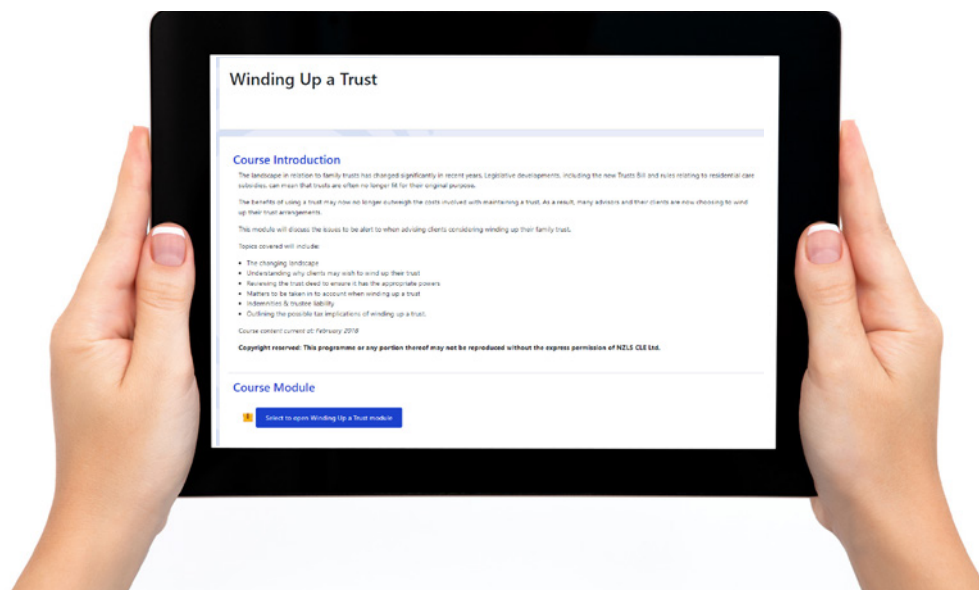 Winding Up a Trust
Course Introduction
The landscape in relation to family trusts has changed significantly in recent years. Legislative developments, including the new Trusts Bill and rules relating to residential care
subsidies, can mean that trusts are often no longer fit for their original purpose.
The benefits of using a trust may now no longer outweigh the costs involved with maintaining a trust. As a result, many advisors and their clients are now choosing to wind
up their trust arrangements.
This module will discuss the issues to be alert to when advising clients considering winding up their family trust.
Topics covered will include:
• The changing landscape
• Understanding why clients may wish to wind up their trust
• Reviewing the trust deed to ensure it has the appropriate powers
• Matters to be taken in to account when winding up a trust
• Indemnities & trustee liability
• Outlining the possible tax implications of winding up a trust.
Course content current at: February 2018
Copyright reserved: This programme or any portion thereof may not be reproduced without the express permission of NZLS CLE Ltd.
Course Module
Select to open Winding Up a Trust module